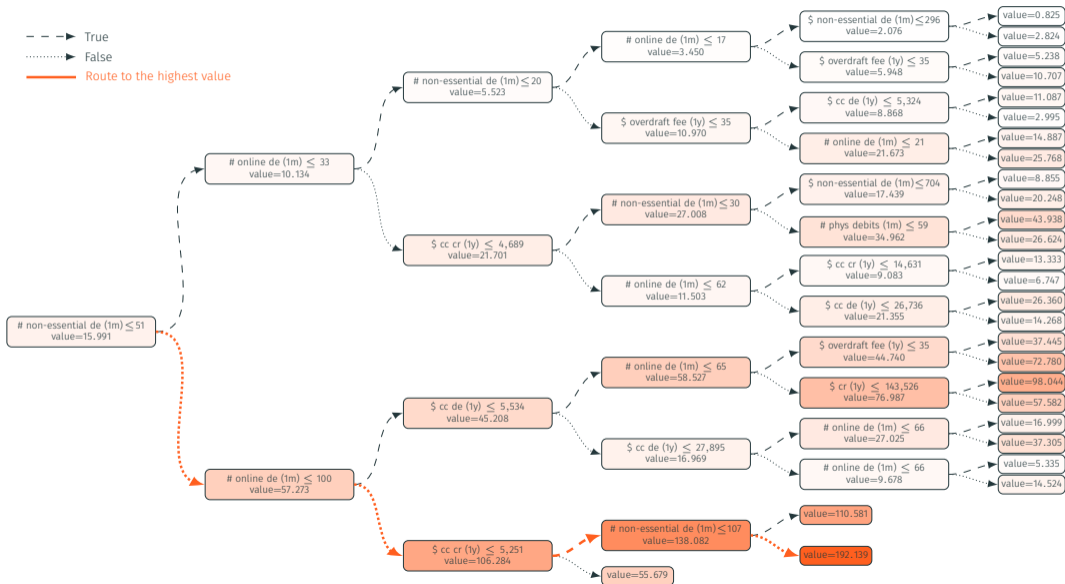 True
False
Route to the highest value
# non-essential de (1m)≤51
value=15.991
# online de (1m) ≤ 33
value=10.134
# online de (1m) ≤ 100
value=57.273
# non-essential de (1m)≤20
value=5.523
$ cc cr (1y) ≤ 4,689
value=21.701
$ cc de (1y) ≤ 5,534
value=45.208
$ cc cr (1y) ≤ 5,251
value=106.284
# online de (1m) ≤ 17
value=3.450
$ overdraft fee (1y) ≤ 35
value=10.970
# non-essential de (1m)≤30
value=27.008
# online de (1m) ≤ 62
value=11.503
# online de (1m) ≤ 65
value=58.527
$ cc de (1y) ≤ 27,895
value=16.969
# non-essential de (1m)≤107
value=138.082
value=55.679
$ non-essential de (1m)≤296
value=2.076
$ overdraft fee (1y) ≤ 35
value=5.948
$ cc de (1y) ≤ 5,324
value=8.868
# online de (1m) ≤ 21
value=21.673
$ non-essential de (1m)≤704
value=17.439
# phys debits (1m) ≤ 59
value=34.962
$ cc cr (1y) ≤ 14,631
value=9.083
$ cc de (1y) ≤ 26,736
value=21.355
$ overdraft fee (1y) ≤ 35
value=44.740
$ cr (1y) ≤ 143,526
value=76.987
# online de (1m) ≤ 66
value=27.025
# online de (1m) ≤ 66
value=9.678
value=110.581
value=192.139
value=0.825
value=2.824
value=5.238
value=10.707
value=11.087
value=2.995
value=14.887
value=25.768
value=8.855
value=20.248
value=43.938
value=26.624
value=13.333
value=6.747
value=26.360
value=14.268
value=37.445
value=72.780
value=98.044
value=57.582
value=16.999
value=37.305
value=5.335
value=14.524